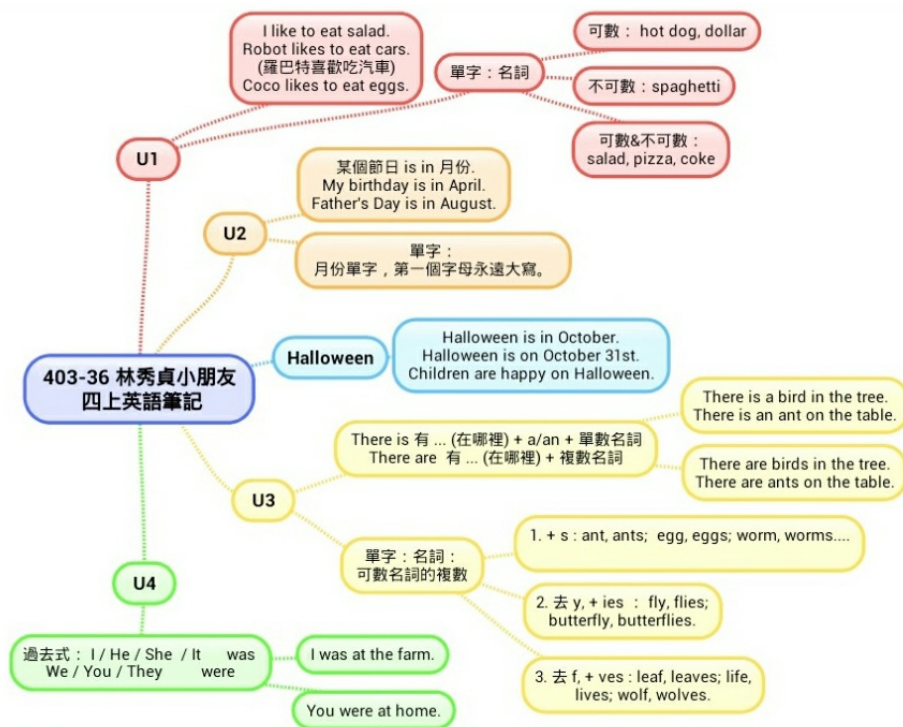 403-36 林秀貞小朋友
四上英語筆記
U1
I like to eat salad.
Robot likes to eat cars.
(羅巴特喜歡吃汽車)
Coco likes to eat eggs.
單字：名詞
可數： hot dog, dollar
不可數：spaghetti
可數&不可數：
salad, pizza, coke
U2
某個節日 is in 月份.
My birthday is in April.
Father's Day is in August.
單字：
月份單字，第一個字母永遠大寫。
Halloween
Halloween is in October.
Halloween is on October 31st.
Children are happy on Halloween.
U3
There is 有 ... (在哪裡) + a/an + 單數名詞
There are 有 ... (在哪裡) + 複數名詞
There is a bird in the tree.
There is an ant on the table.
There are birds in the tree.
There are ants on the table.
單字：名詞：
可數名詞的複數
1. + s : ant, ants; egg, eggs; worm, worms....
2. 去 y, + ies ： fly, flies;
butterfly, butterflies.
3. 去 f, + ves : leaf, leaves; life,
lives; wolf, wolves.
U4
過去式： I / He / She / It was
We / You / They were
I was at the farm.
You were at home.